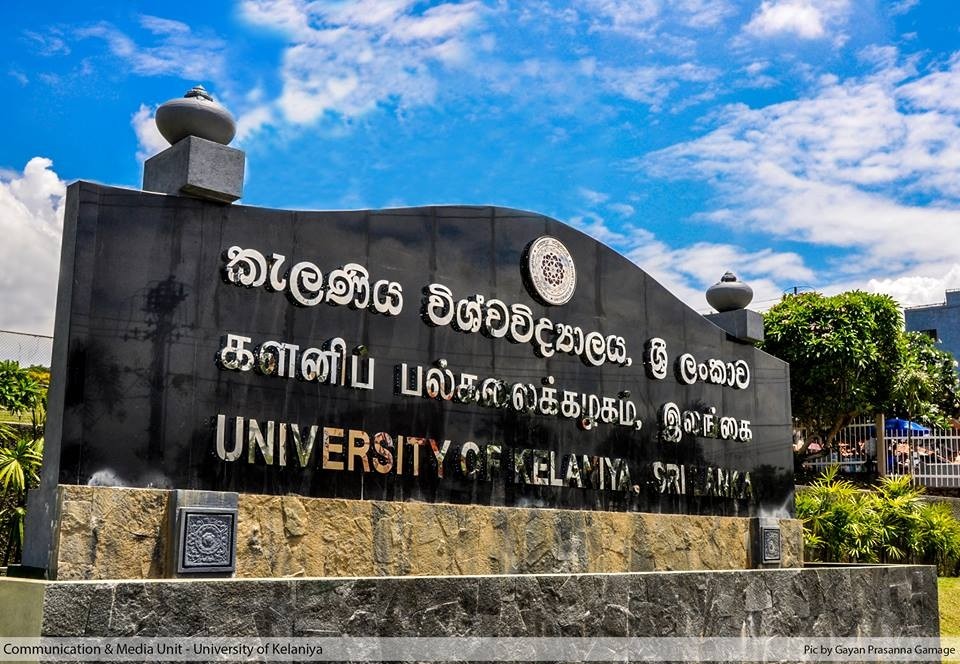 කැලණිය විශ්වවිද්‍යාලය, ශ්‍රී ලංකාව
களனிப் பல்கலைக்கழகம், இலங்கை
UNIVERSITY OF KELANIYA, SRI LANKA
Communication & Media Unit - University of Kelaniya
Pic by Gayan Prasanna Gamage